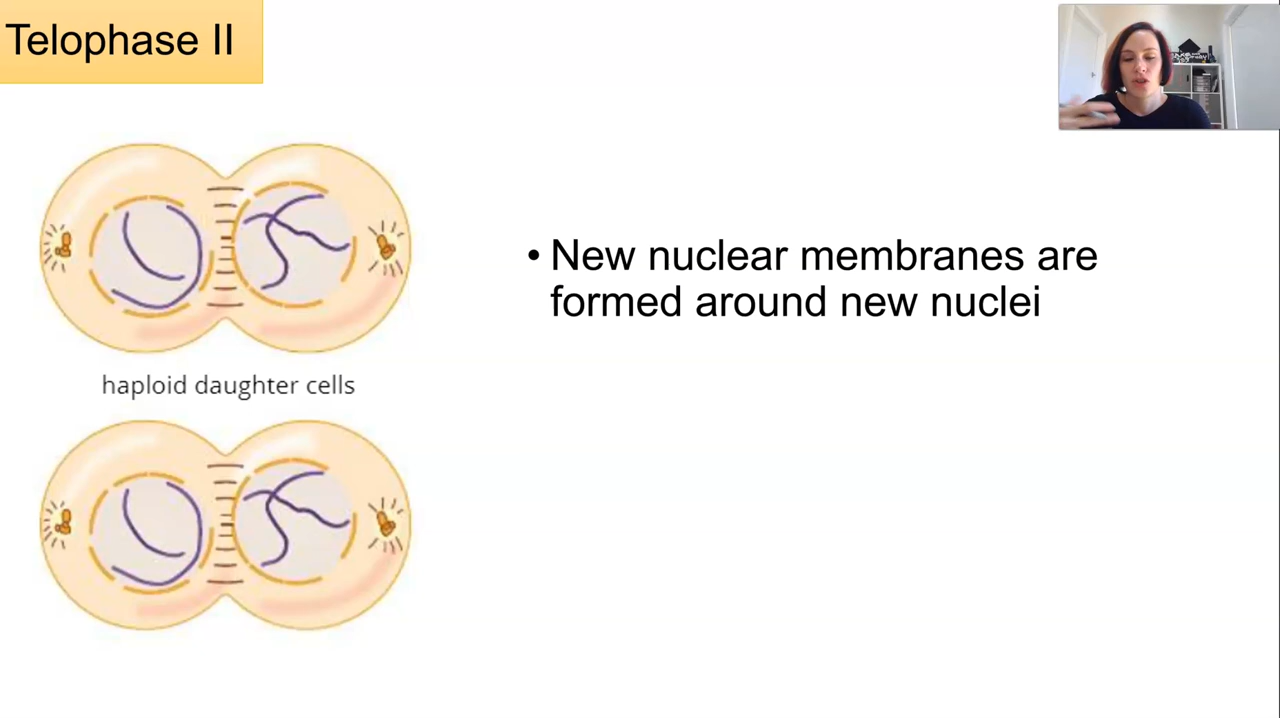 Telophase II
• New nuclear membranes are
formed around new nuclei
haploid daughter cells